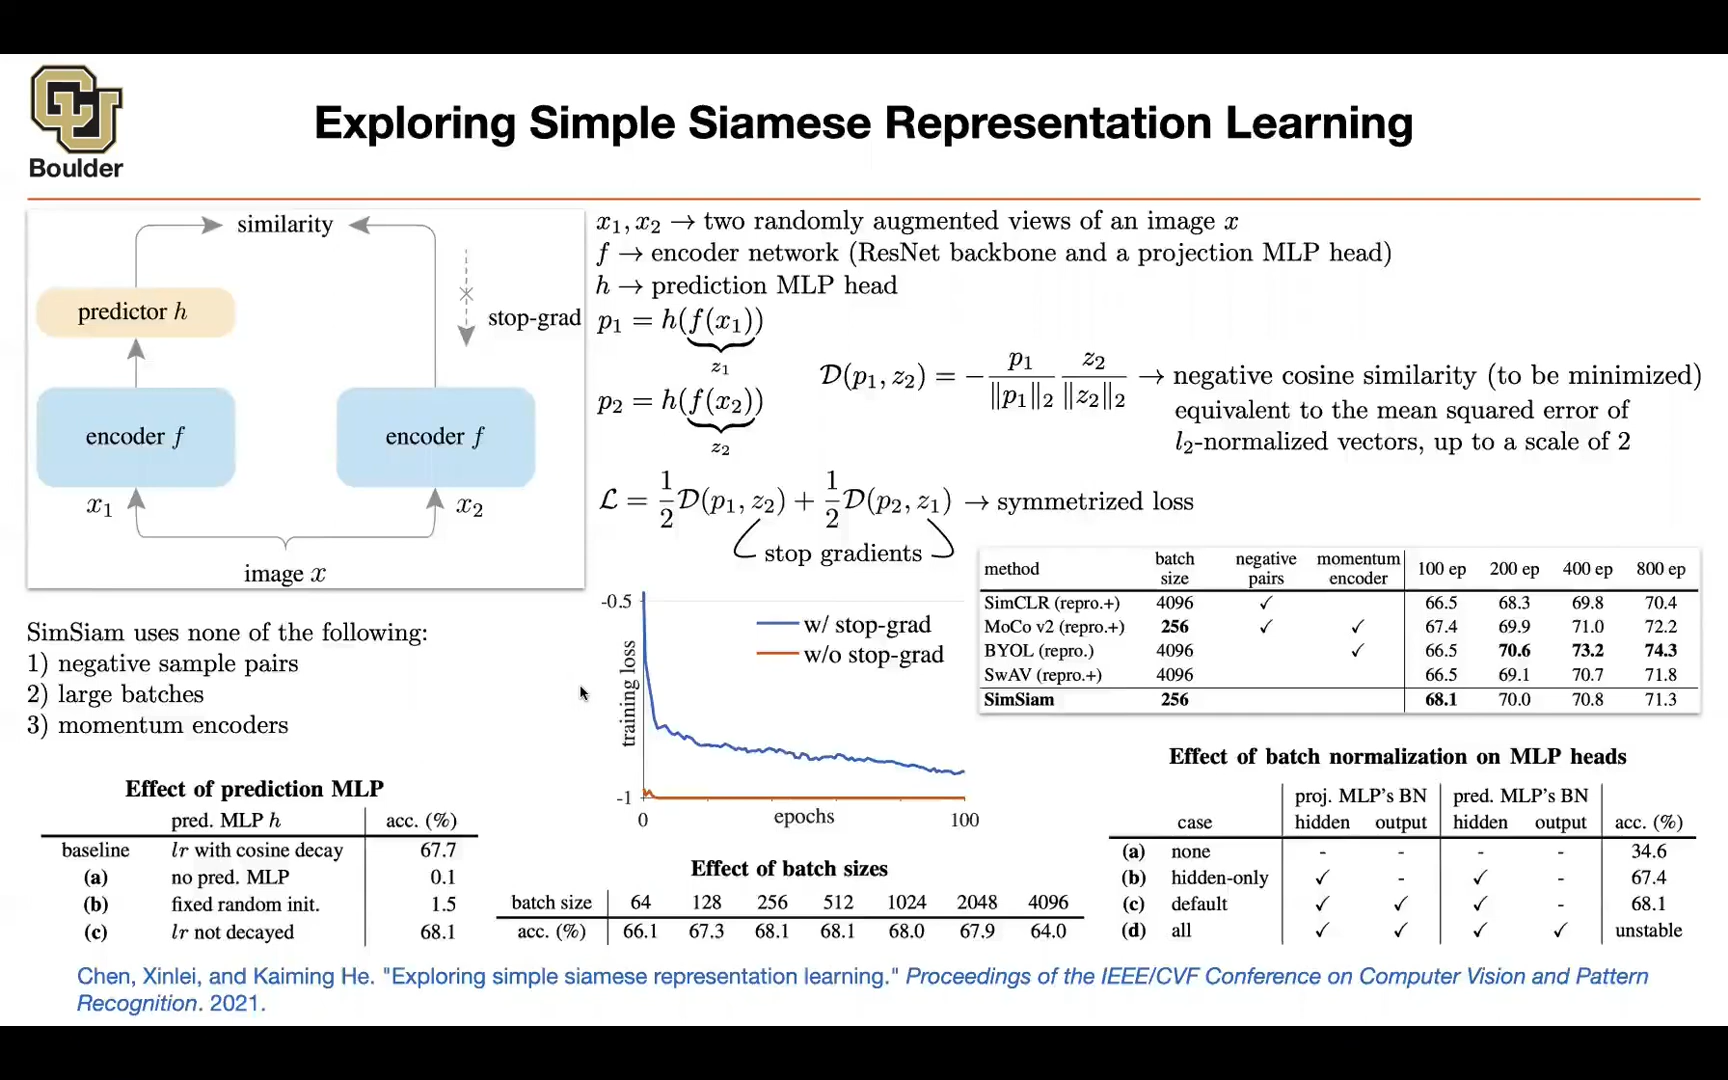 CU
Boulder
Exploring Simple Siamese Representation Learning
similarity
predictor h
stop-grad
encoder f
encoder f
x₁
x₂
image x
x₁, x₂ → two randomly augmented views of an image x
f → encoder network (ResNet backbone and a projection MLP head)
h → prediction MLP head
p₁ = h(f(x₁))
z₁
p₂ = h(f(x₂))
z₂
𝒟(p₁, z₂) = − p₁/‖p₁‖₂ z₂/‖z₂‖₂ → negative cosine similarity (to be minimized)
equivalent to the mean squared error of
l₂-normalized vectors, up to a scale of 2
ℒ = 1/2 𝒟(p₁, z₂) + 1/2 𝒟(p₂, z₁) → symmetrized loss
stop gradients
SimSiam uses none of the following:
1) negative sample pairs
2) large batches
3) momentum encoders
-0.5
w/ stop-grad
w/o stop-grad
training loss
-1
0
epochs
100
method batch size negative pairs momentum encoder 100 ep 200 ep 400 ep 800 ep
SimCLR (repro.+) 4096 ✓ 66.5 68.3 69.8 70.4
MoCo v2 (repro.+) 256 ✓ ✓ 67.4 69.9 71.0 72.2
BYOL (repro.) 4096 ✓ 66.5 70.6 73.2 74.3
SwAV (repro.+) 4096 66.5 69.1 70.7 71.8
SimSiam 256 68.1 70.0 70.8 71.3
Effect of prediction MLP
pred. MLP h acc. (%)
baseline lr with cosine decay 67.7
(a) no pred. MLP 0.1
(b) fixed random init. 1.5
(c) lr not decayed 68.1
Effect of batch sizes
batch size 64 128 256 512 1024 2048 4096
acc. (%) 66.1 67.3 68.1 68.1 68.0 67.9 64.0
Effect of batch normalization on MLP heads
proj. MLP's BN pred. MLP's BN
case hidden output hidden output acc. (%)
(a) none - - - - 34.6
(b) hidden-only ✓ - ✓ - 67.4
(c) default ✓ ✓ ✓ - 68.1
(d) all ✓ ✓ ✓ ✓ unstable
Chen, Xinlei, and Kaiming He. "Exploring simple siamese representation learning." Proceedings of the IEEE/CVF Conference on Computer Vision and Pattern
Recognition. 2021.